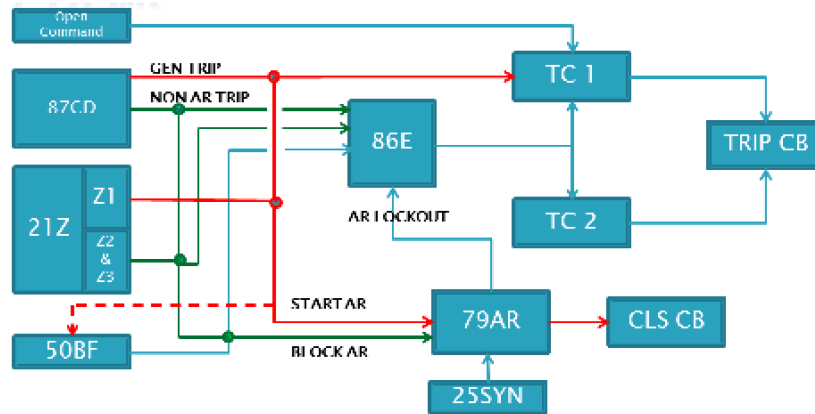 Open
Command
GEN TRIP
TC 1
87CD
NON AR TRIP
86E
TRIP CB
21Z
Z1
Z2
&
Z3
AR LOCKOUT
TC 2
START AR
79AR
CLS CB
50BF
BLOCK AR
25SYN